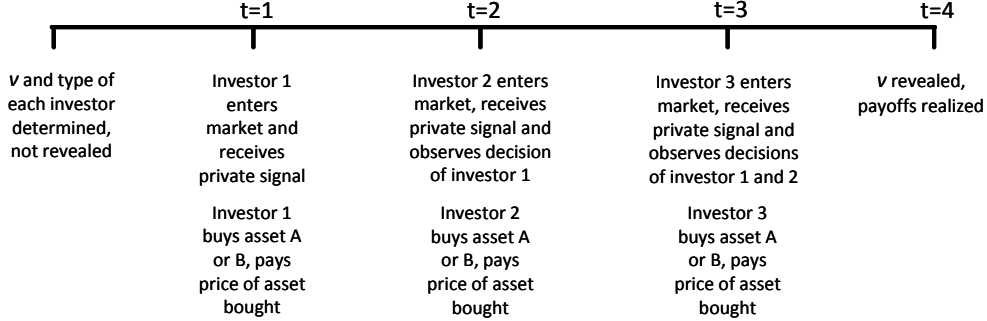 t=1
t=2
t=3
t=4
v and type of
each investor
determined,
not revealed
Investor 1
enters
market and
receives
private signal
Investor 1
buys asset A
or B, pays
price of asset
bought
Investor 2 enters
market, receives
private signal and
observes decision
of investor 1
Investor 2
buys asset A
or B, pays
price of asset
bought
Investor 3 enters
market, receives
private signal and
observes decisions
of investor 1 and 2
Investor 3
buys asset A
or B, pays
price of asset
bought
v revealed,
payoffs realized